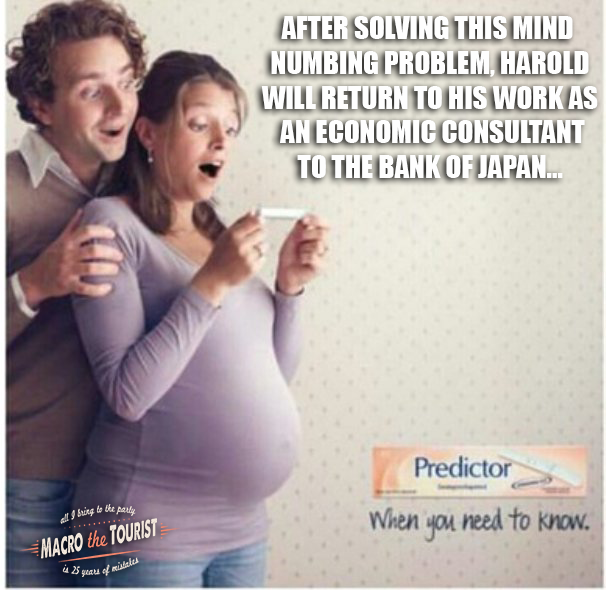 AFTER SOLVING THIS MIND
NUMBING PROBLEM, HAROLD
WILL RETURN TO HIS WORK AS
AN ECONOMIC CONSULTANT
TO THE BANK OF JAPAN...
Predictor
When you need to know.
all I bring to the party
MACRO the TOURIST
is 25 years of mistakes